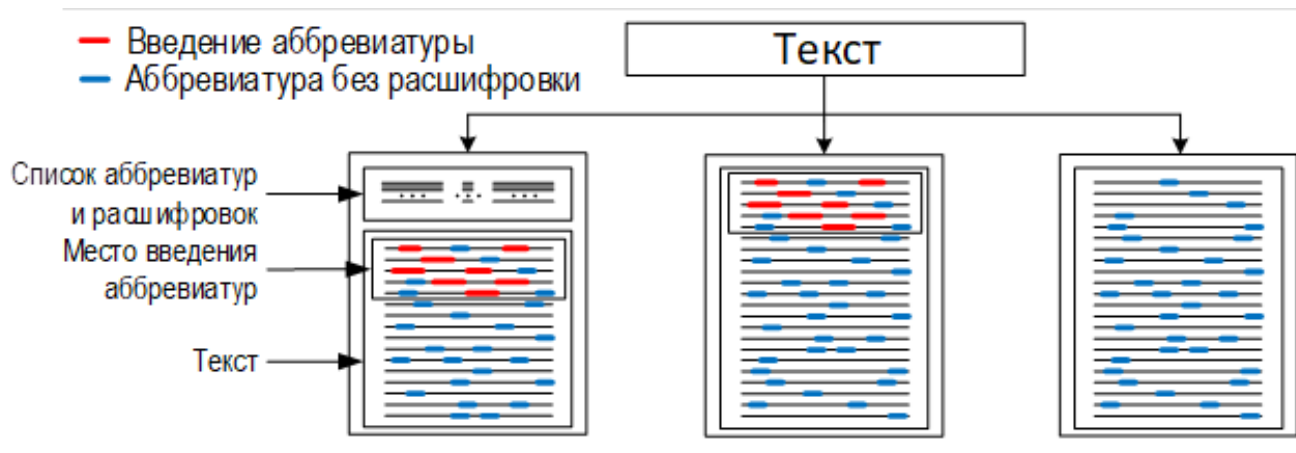 Введение аббревиатуры
Аббревиатура без расшифровки
Текст
Список аббревиатур
и расшифровок
Место введения
аббревиатур
Текст